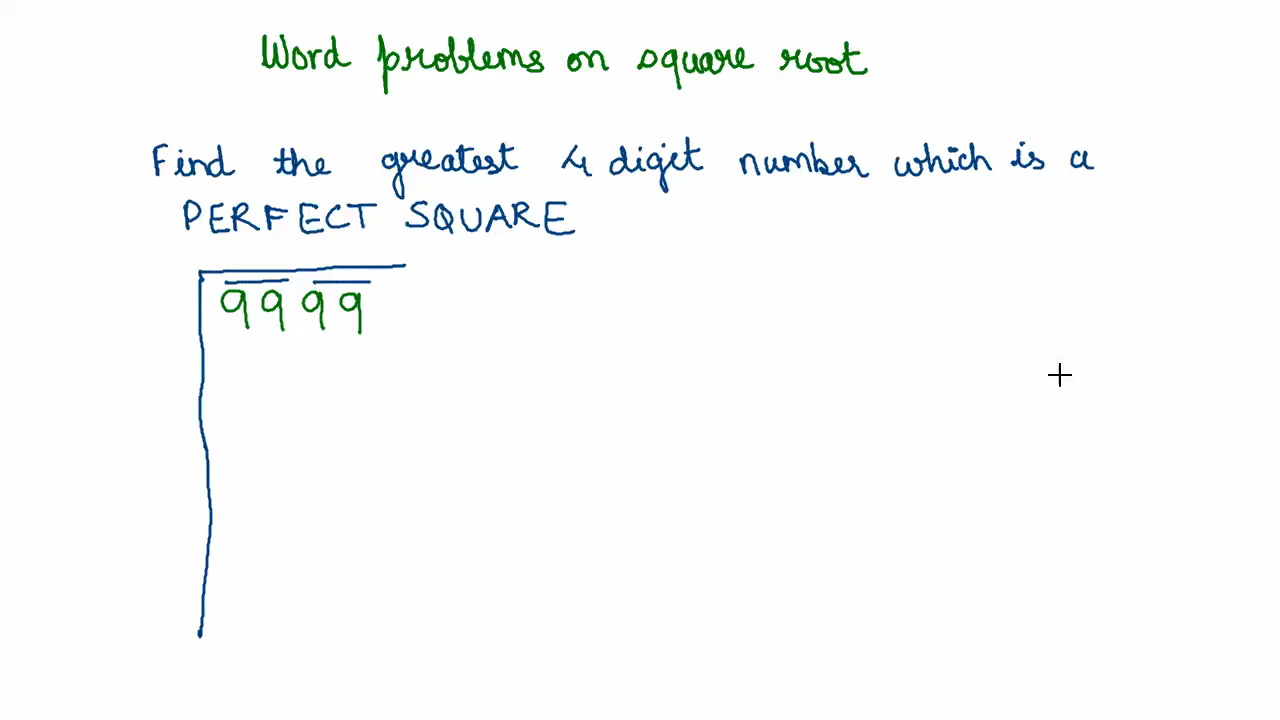 Word problems on square root
Find the greatest 4 digit number which is a
PERFECT SQUARE
9999